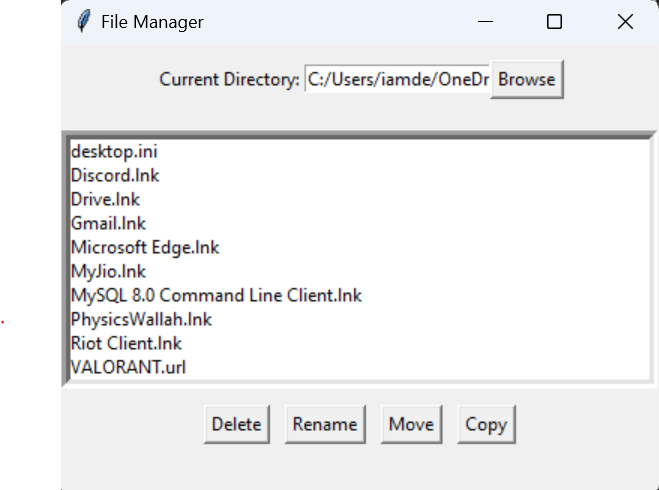 File Manager
Current Directory: C:/Users/iamde/OneDr Browse
desktop.ini
Discord.lnk
Drive.lnk
Gmail.lnk
Microsoft Edge.lnk
MyJio.lnk
MySQL 8.0 Command Line Client.lnk
PhysicsWallah.lnk
Riot Client.lnk
VALORANT.url
Delete Rename Move Copy